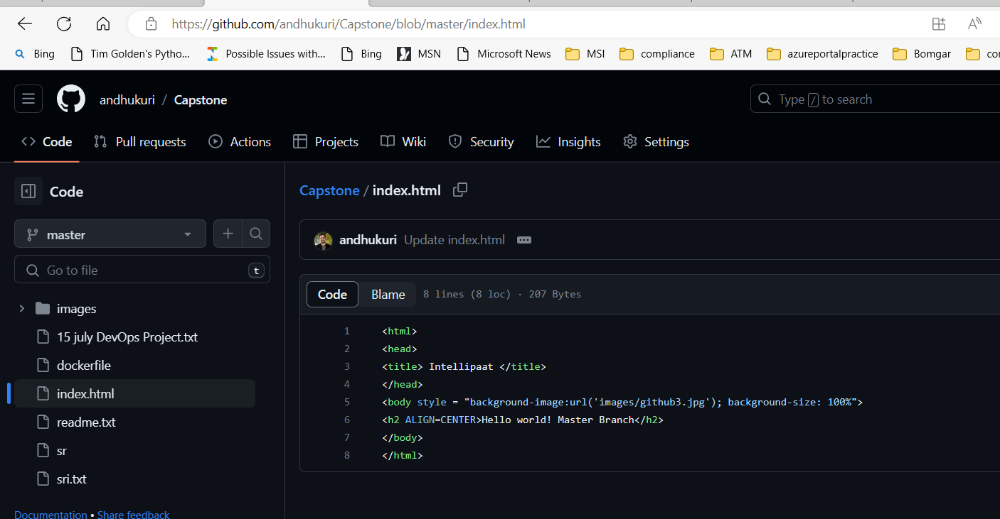 https://github.com/andhukuri/Capstone/blob/master/index.html
Bing Tim Golden's Pytho... Possible Issues with... Bing MSN Microsoft News MSI compliance ATM azureportalpractice Bomgar
andhukuri / Capstone
Type / to search
Code Pull requests Actions Projects Wiki Security Insights Settings
Code
Capstone / index.html
master
andhukuri Update index.html
Go to file t
Code Blame 8 lines (8 loc) · 207 Bytes
images
15 july DevOps Project.txt
dockerfile
index.html
readme.txt
sr
sri.txt
Documentation • Share feedback
1 <html>
2 <head>
3 <title> Intellipaat </title>
4 </head>
5 <body style = "background-image:url('images/github3.jpg'); background-size: 100%">
6 <h2 ALIGN=CENTER>Hello world! Master Branch</h2>
7 </body>
8 </html>